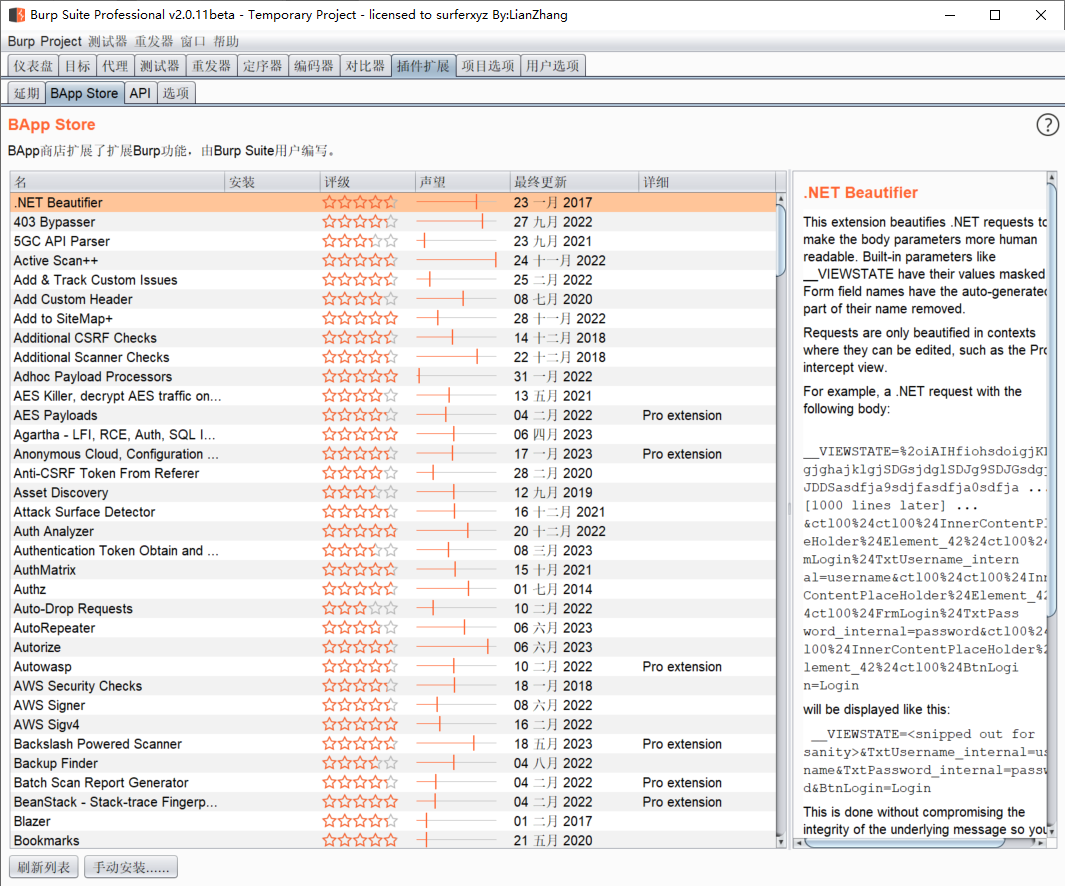 Burp Suite Professional v2.0.11beta - Temporary Project - licensed to surferxyz By:LianZhang
Burp Project 测试器 重发器 窗口 帮助
仪表盘 目标 代理 测试器 重发器 定序器 编码器 对比器 插件扩展 项目选项 用户选项
延期 BApp Store API 选项
BApp Store
?
BApp商店扩展了扩展Burp功能，由Burp Suite用户编写。
名 安装 评级 声望 最终更新 详细
.NET Beautifier 23 一月 2017
403 Bypasser 27 九月 2022
5GC API Parser 23 九月 2021
Active Scan++ 24 十一月 2022
Add & Track Custom Issues 25 二月 2022
Add Custom Header 08 七月 2020
Add to SiteMap+ 28 十一月 2022
Additional CSRF Checks 14 十二月 2018
Additional Scanner Checks 22 十二月 2018
Adhoc Payload Processors 31 一月 2022
AES Killer, decrypt AES traffic on... 13 五月 2021
AES Payloads 04 二月 2022 Pro extension
Agartha - LFI, RCE, Auth, SQL I... 06 四月 2023
Anonymous Cloud, Configuration ... 17 一月 2023 Pro extension
Anti-CSRF Token From Referer 28 二月 2020
Asset Discovery 12 九月 2019
Attack Surface Detector 16 十二月 2021
Auth Analyzer 20 十二月 2022
Authentication Token Obtain and ... 08 三月 2023
AuthMatrix 15 十月 2021
Authz 01 七月 2014
Auto-Drop Requests 10 二月 2022
AutoRepeater 06 六月 2023
Autorize 06 六月 2023
Autowasp 10 二月 2022 Pro extension
AWS Security Checks 18 一月 2018
AWS Signer 08 六月 2022
AWS Sigv4 16 二月 2022
Backslash Powered Scanner 18 五月 2023 Pro extension
Backup Finder 04 八月 2022
Batch Scan Report Generator 04 二月 2022 Pro extension
BeanStack - Stack-trace Fingerp... 04 二月 2022 Pro extension
Blazer 01 二月 2017
Bookmarks 21 五月 2020
.NET Beautifier
This extension beautifies .NET requests to
make the body parameters more human
readable. Built-in parameters like
__VIEWSTATE have their values masked
Form field names have the auto-generated
part of their name removed.
Requests are only beautified in contexts
where they can be edited, such as the Pro
intercept view.
For example, a .NET request with the
following body:
__VIEWSTATE=%2oiAIHfiohsdoigjK
gjghajklgjSDGsjdglSDJg9SDJGsdgj
JDDSasdfja9sdjfasdfja0sdfja ...
[1000 lines later] ...
&ctl00%24ctl00%24InnerContentPl
eHolder%24Element_42%24ctl00%24
mLogin%24TxtUsername_intern
al=username&ctl00%24ctl00%24Inn
ContentPlaceHolder%24Element_42
4ctl00%24FrmLogin%24TxtPass
word_internal=password&ctl00%24
l00%24InnerContentPlaceHolder%2
lement_42%24ctl00%24BtnLogi
n=Login
will be displayed like this:
__VIEWSTATE=<snipped out for
sanity>&TxtUsername_internal=us
name&TxtPassword_internal=passw
d&BtnLogin=Login
This is done without compromising the
integrity of the underlying message so you
刷新列表 手动安装......